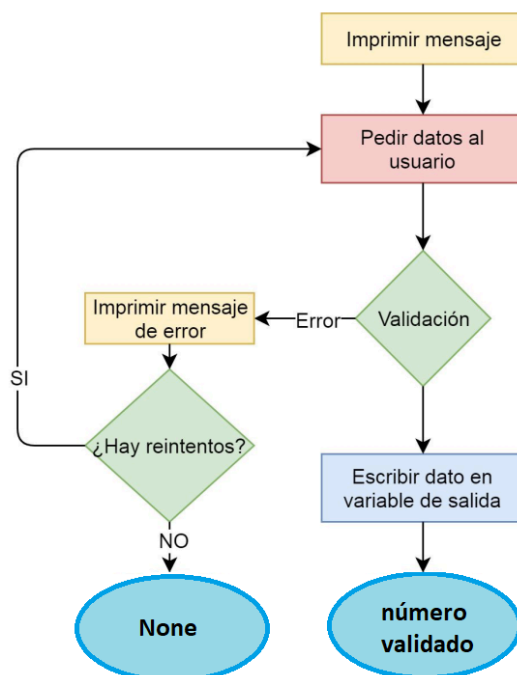 Imprimir mensaje
Pedir datos al
usuario
Validación
Error
Imprimir mensaje
de error
SI
¿Hay reintentos?
NO
Escribir dato en
variable de salida
None
número
validado